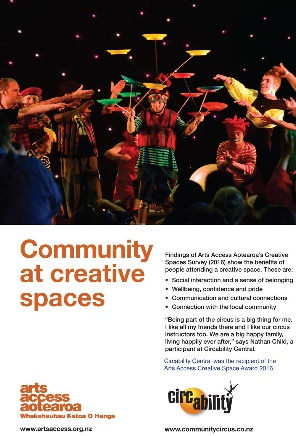 Community
at creative
spaces
Findings of Arts Access Aotearoa's Creative
Spaces Survey (2016) show the benefits of
people attending a creative space. These are:
• Social interaction and a sense of belonging
• Wellbeing, confidence and pride
• Communication and cultural connections
• Connection with the local community
"Being part of the circus is a big thing for me.
I like all my friends there and I like our circus
instructors too. We are a big happy family,
living happily ever after," says Nathan Child, a
participant at Circability Central.
Circability Central was the recipient of the
Arts Access Creative Space Award 2016.
arts
access
aotearoa
Whakahauhau Katoa O Hanga
www.artsaccess.org.nz
circability
www.communitycircus.co.nz